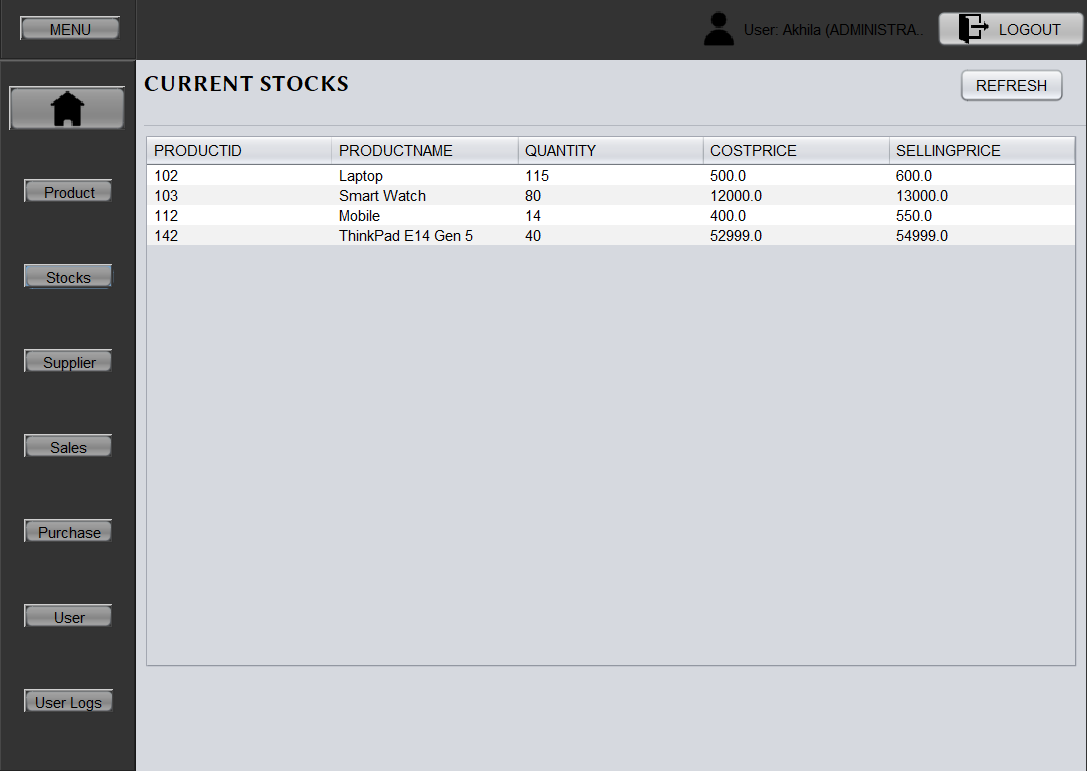 MENU
User: Akhila (ADMINISTRA..
LOGOUT
CURRENT STOCKS
REFRESH
Product
Stocks
Supplier
Sales
Purchase
User
User Logs
PRODUCTID PRODUCTNAME QUANTITY COSTPRICE SELLINGPRICE
102 Laptop 115 500.0 600.0
103 Smart Watch 80 12000.0 13000.0
112 Mobile 14 400.0 550.0
142 ThinkPad E14 Gen 5 40 52999.0 54999.0